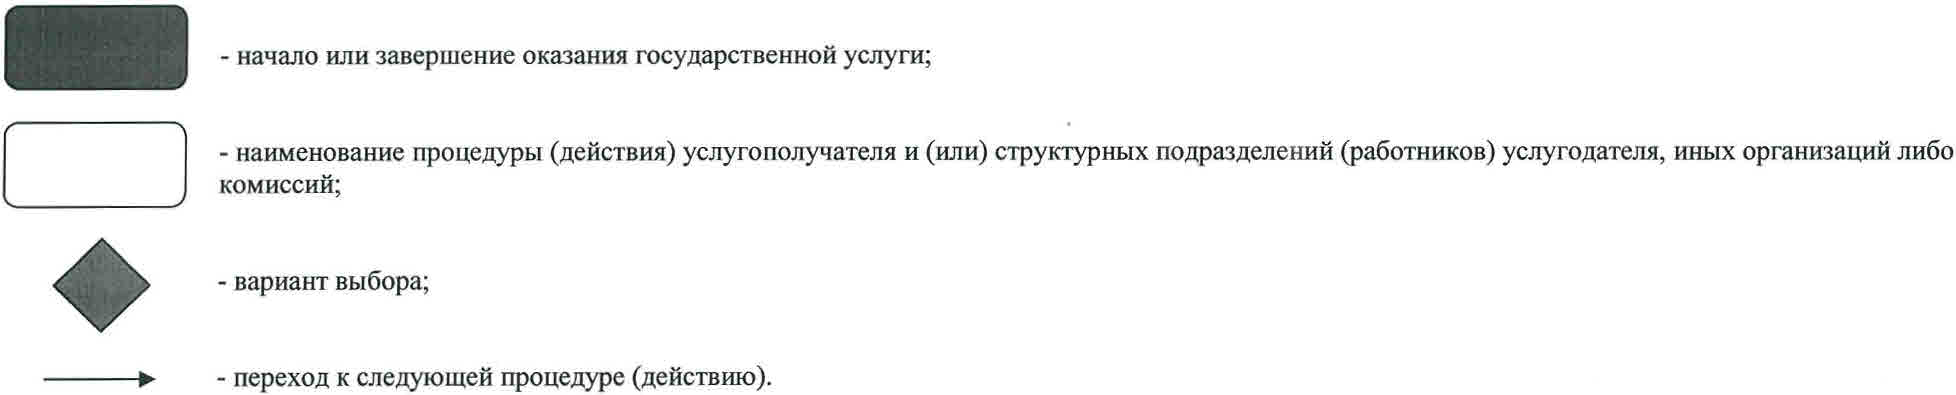 - начало или завершение оказания государственной услуги;
- наименование процедуры (действия) услугополучателя и (или) структурных подразделений (работников) услугодателя, иных организаций либо
комиссий;
- вариант выбора;
- переход к следующей процедуре (действию).